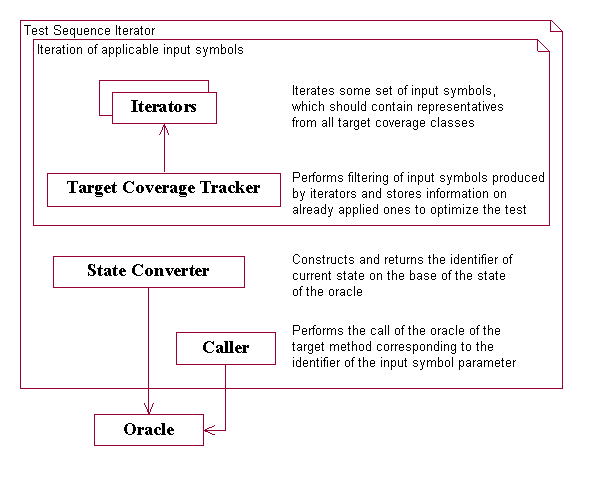 Test Sequence Iterator
Iteration of applicable input symbols
Iterators
Iterates some set of input symbols,
which should contain representatives
from all target coverage classes
Target Coverage Tracker
Performs filtering of input symbols produced
by iterators and stores information on
already applied ones to optimize the test
State Converter
Constructs and returns the identifier of
current state on the base of the state
of the oracle
Caller
Performs the call of the oracle of the
target method corresponding to the
identifier of the input symbol parameter
Oracle